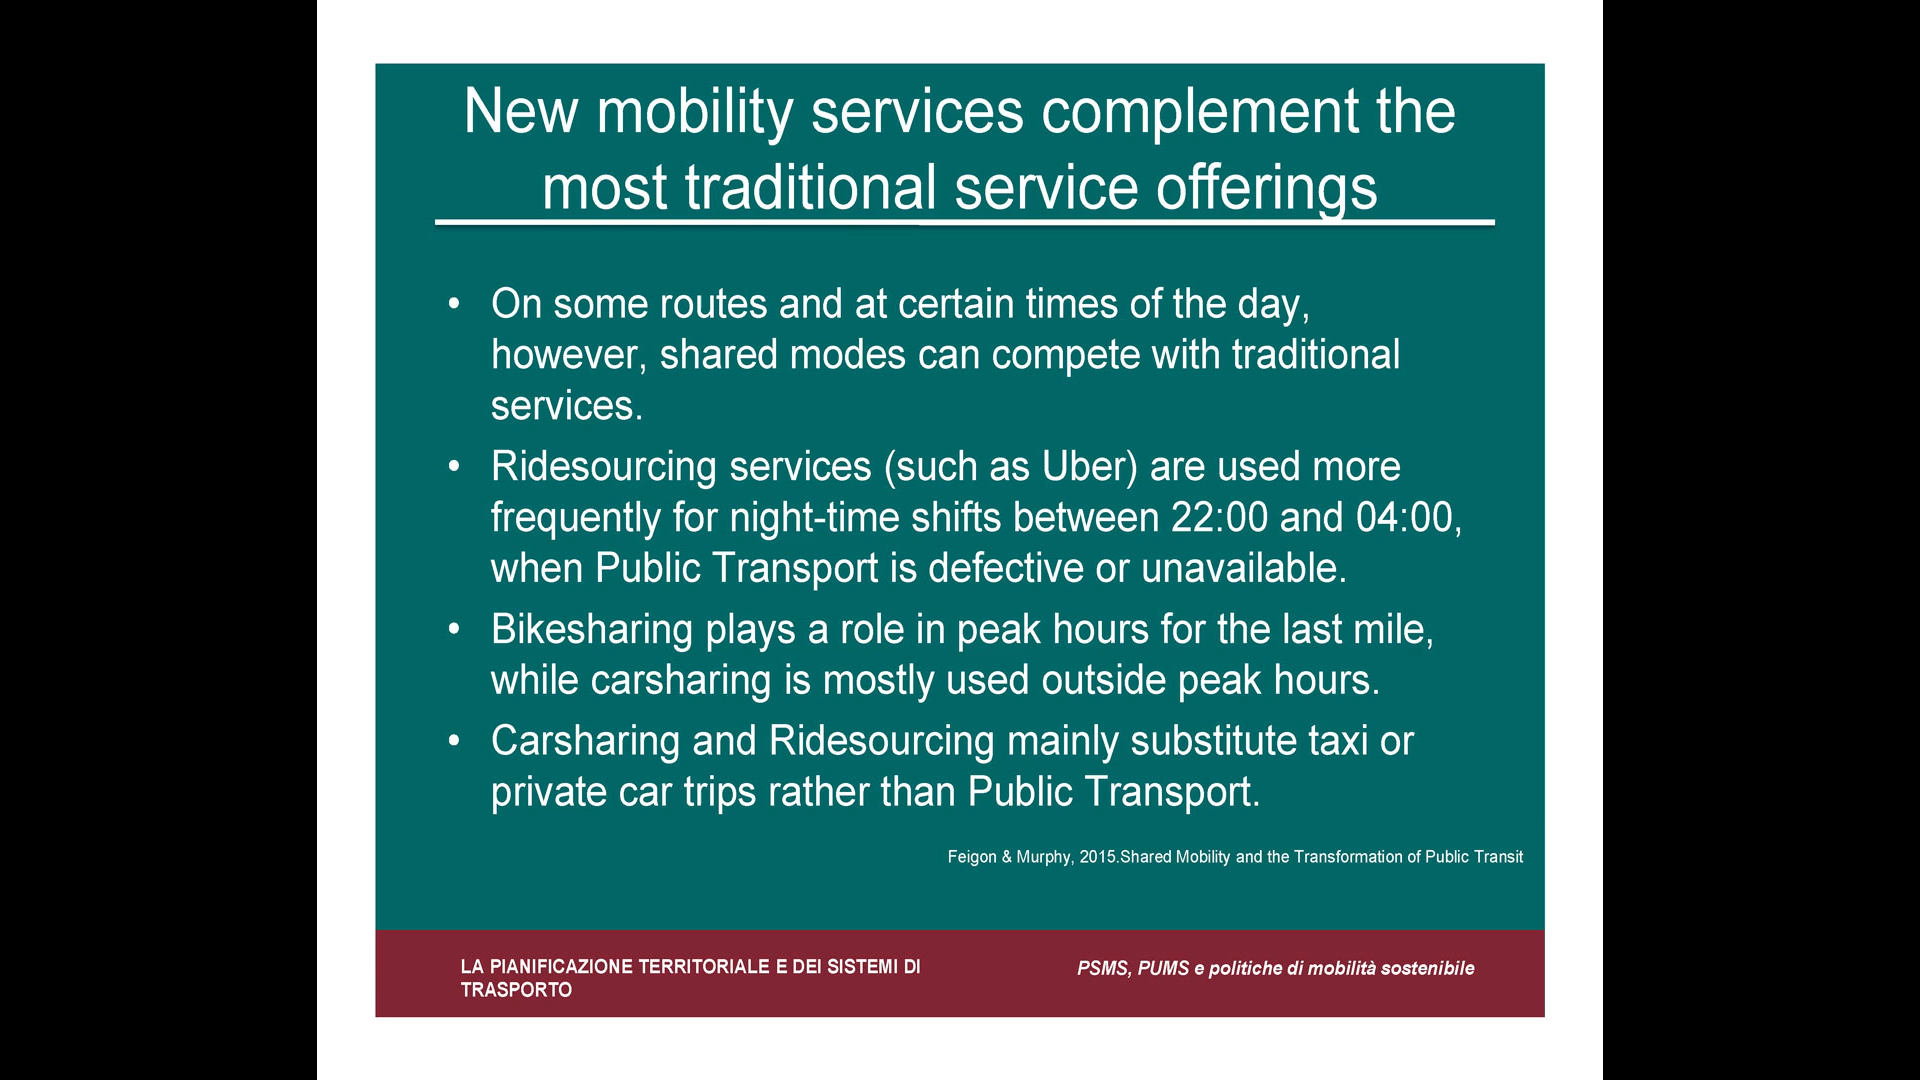 New mobility services complement the
most traditional service offerings
• On some routes and at certain times of the day,
however, shared modes can compete with traditional
services.
• Ridesourcing services (such as Uber) are used more
frequently for night-time shifts between 22:00 and 04:00,
when Public Transport is defective or unavailable.
• Bikesharing plays a role in peak hours for the last mile,
while carsharing is mostly used outside peak hours.
• Carsharing and Ridesourcing mainly substitute taxi or
private car trips rather than Public Transport.
Feigon & Murphy, 2015.Shared Mobility and the Transformation of Public Transit
LA PIANIFICAZIONE TERRITORIALE E DEI SISTEMI DI
TRASPORTO
PSMS, PUMS e politiche di mobilità sostenibile